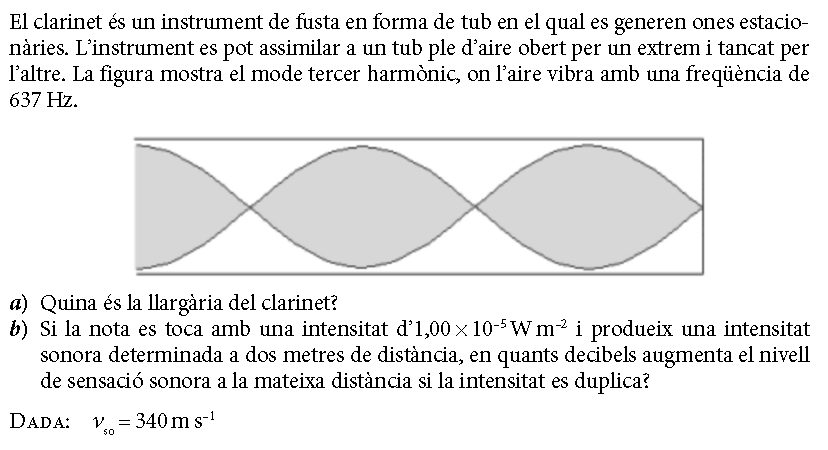 El clarinet és un instrument de fusta en forma de tub en el qual es generen ones estacio-
nàries. L’instrument es pot assimilar a un tub ple d’aire obert per un extrem i tancat per
l’altre. La figura mostra el mode tercer harmònic, on l’aire vibra amb una freqüència de
637 Hz.
a) Quina és la llargària del clarinet?
b) Si la nota es toca amb una intensitat d’1,00 × 10⁻⁵ W m⁻² i produeix una intensitat
sonora determinada a dos metres de distància, en quants decibels augmenta el nivell
de sensació sonora a la mateixa distància si la intensitat es duplica?
DADA: vₛₒ = 340 m s⁻¹